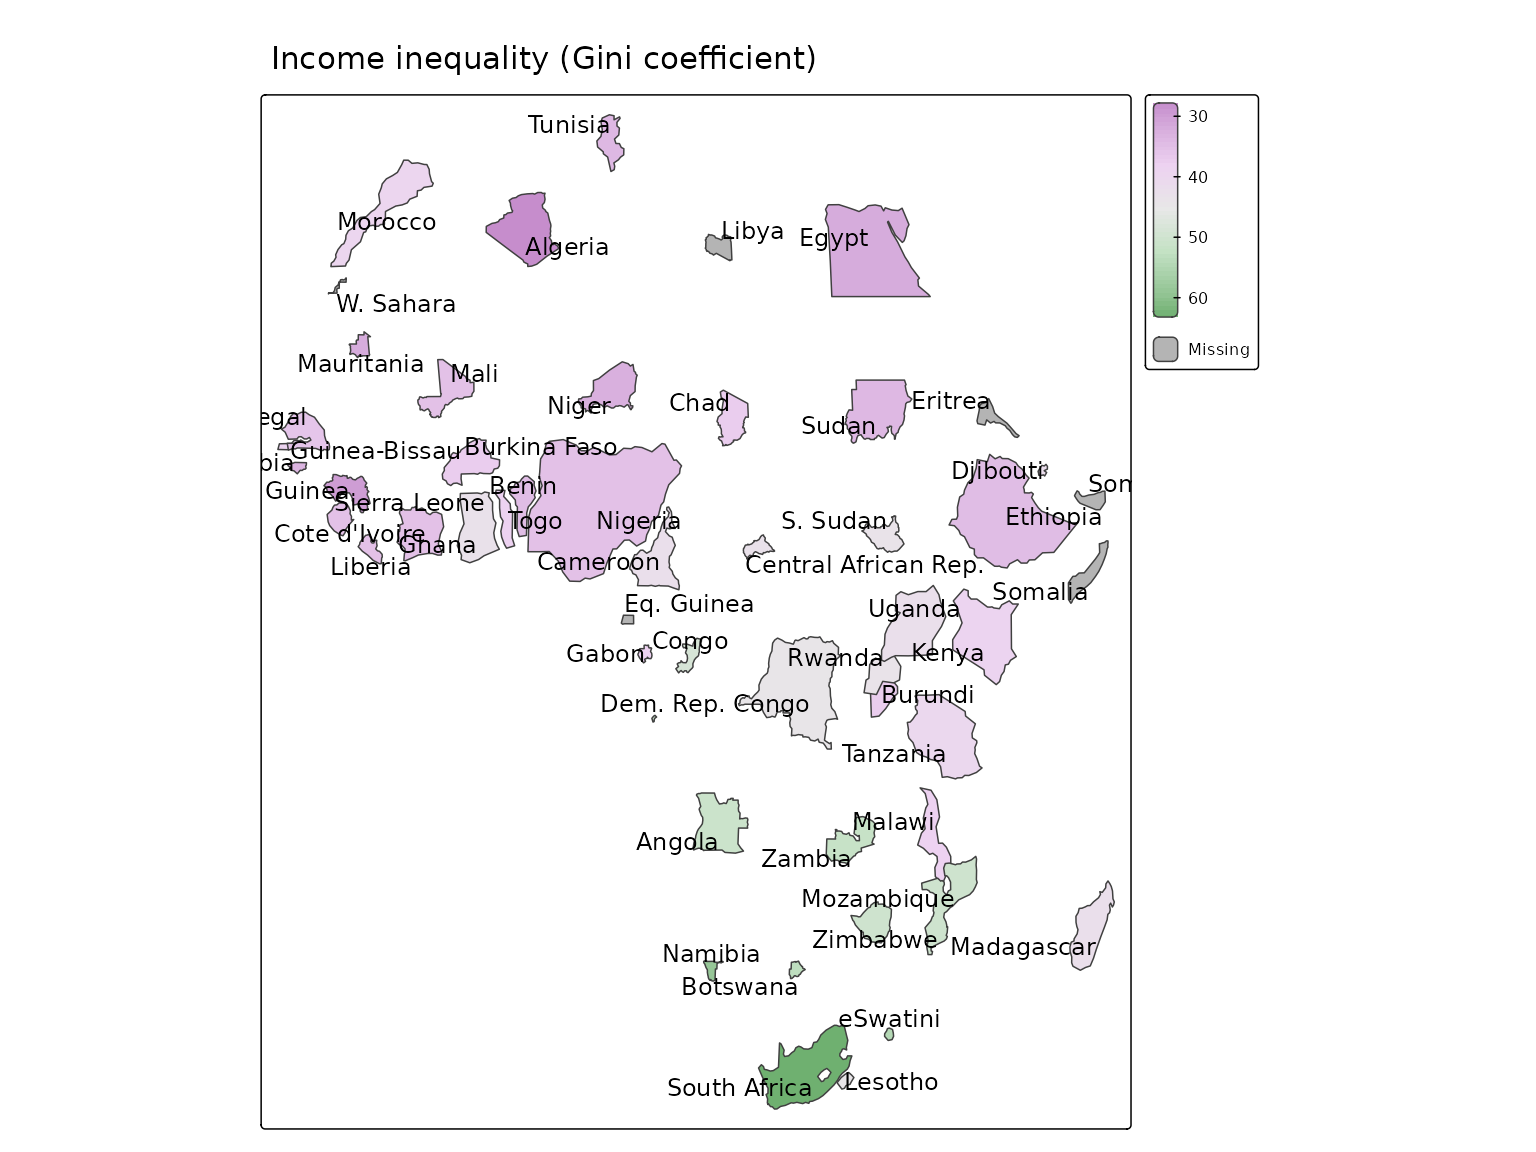 Income inequality (Gini coefficient)
Tunisia
Morocco
Algeria
Libya
Egypt
W. Sahara
Mauritania
Mali
Niger
Chad
Sudan
Eritrea
egal
Guinea-Bissau
Burkina Faso
bia
Djibouti
Som
Guinea
Sierra Leone
Benin
Togo
Nigeria
S. Sudan
Ethiopia
Cote d'Ivoire
Ghana
Liberia
Cameroon
Central African Rep.
Somalia
Eq. Guinea
Uganda
Gabon
Congo
Rwanda
Kenya
Dem. Rep. Congo
Burundi
Tanzania
Angola
Malawi
Zambia
Mozambique
Zimbabwe
Madagascar
Namibia
Botswana
eSwatini
South Africa
Lesotho
30
40
50
60
Missing